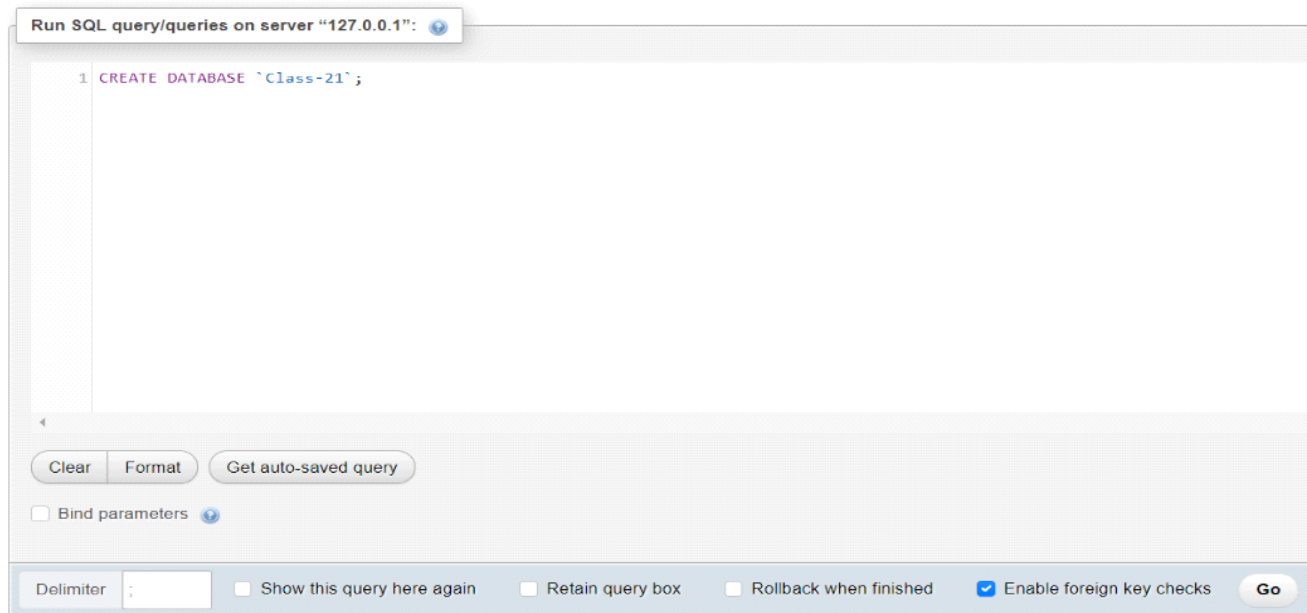 Run SQL query/queries on server “127.0.0.1”:
1 CREATE DATABASE `Class-21`;
Clear Format Get auto-saved query
Bind parameters
Delimiter ; Show this query here again Retain query box Rollback when finished Enable foreign key checks Go